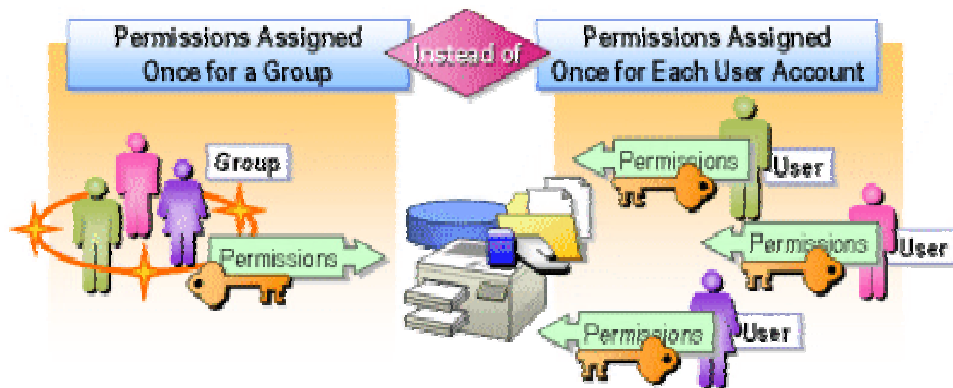 Permissions Assigned
Once for a Group
Instead of
Permissions Assigned
Once for Each User Account
Group
Permissions
Permissions
User
Permissions
User
Permissions
User